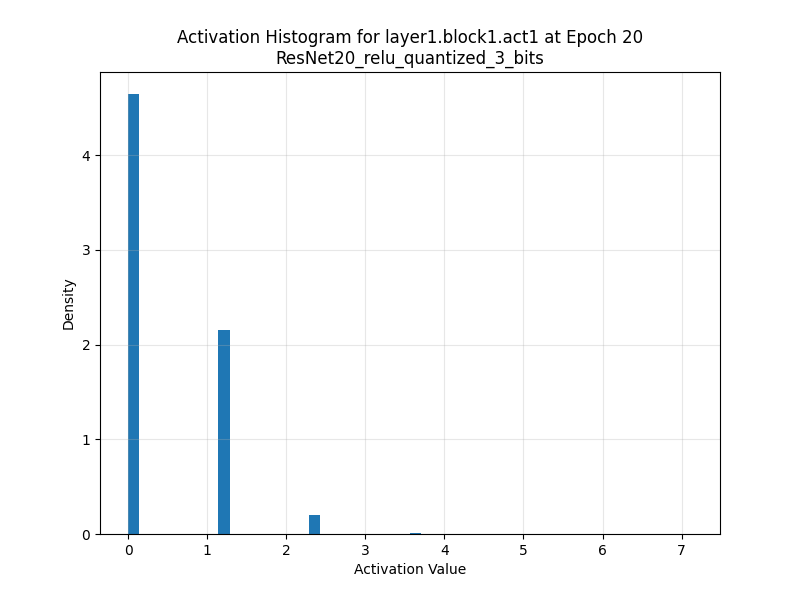 Activation Histogram for layer1.block1.act1 at Epoch 20
ResNet20_relu_quantized_3_bits
4
3
2
1
0
Density
0 1 2 3 4 5 6 7
Activation Value